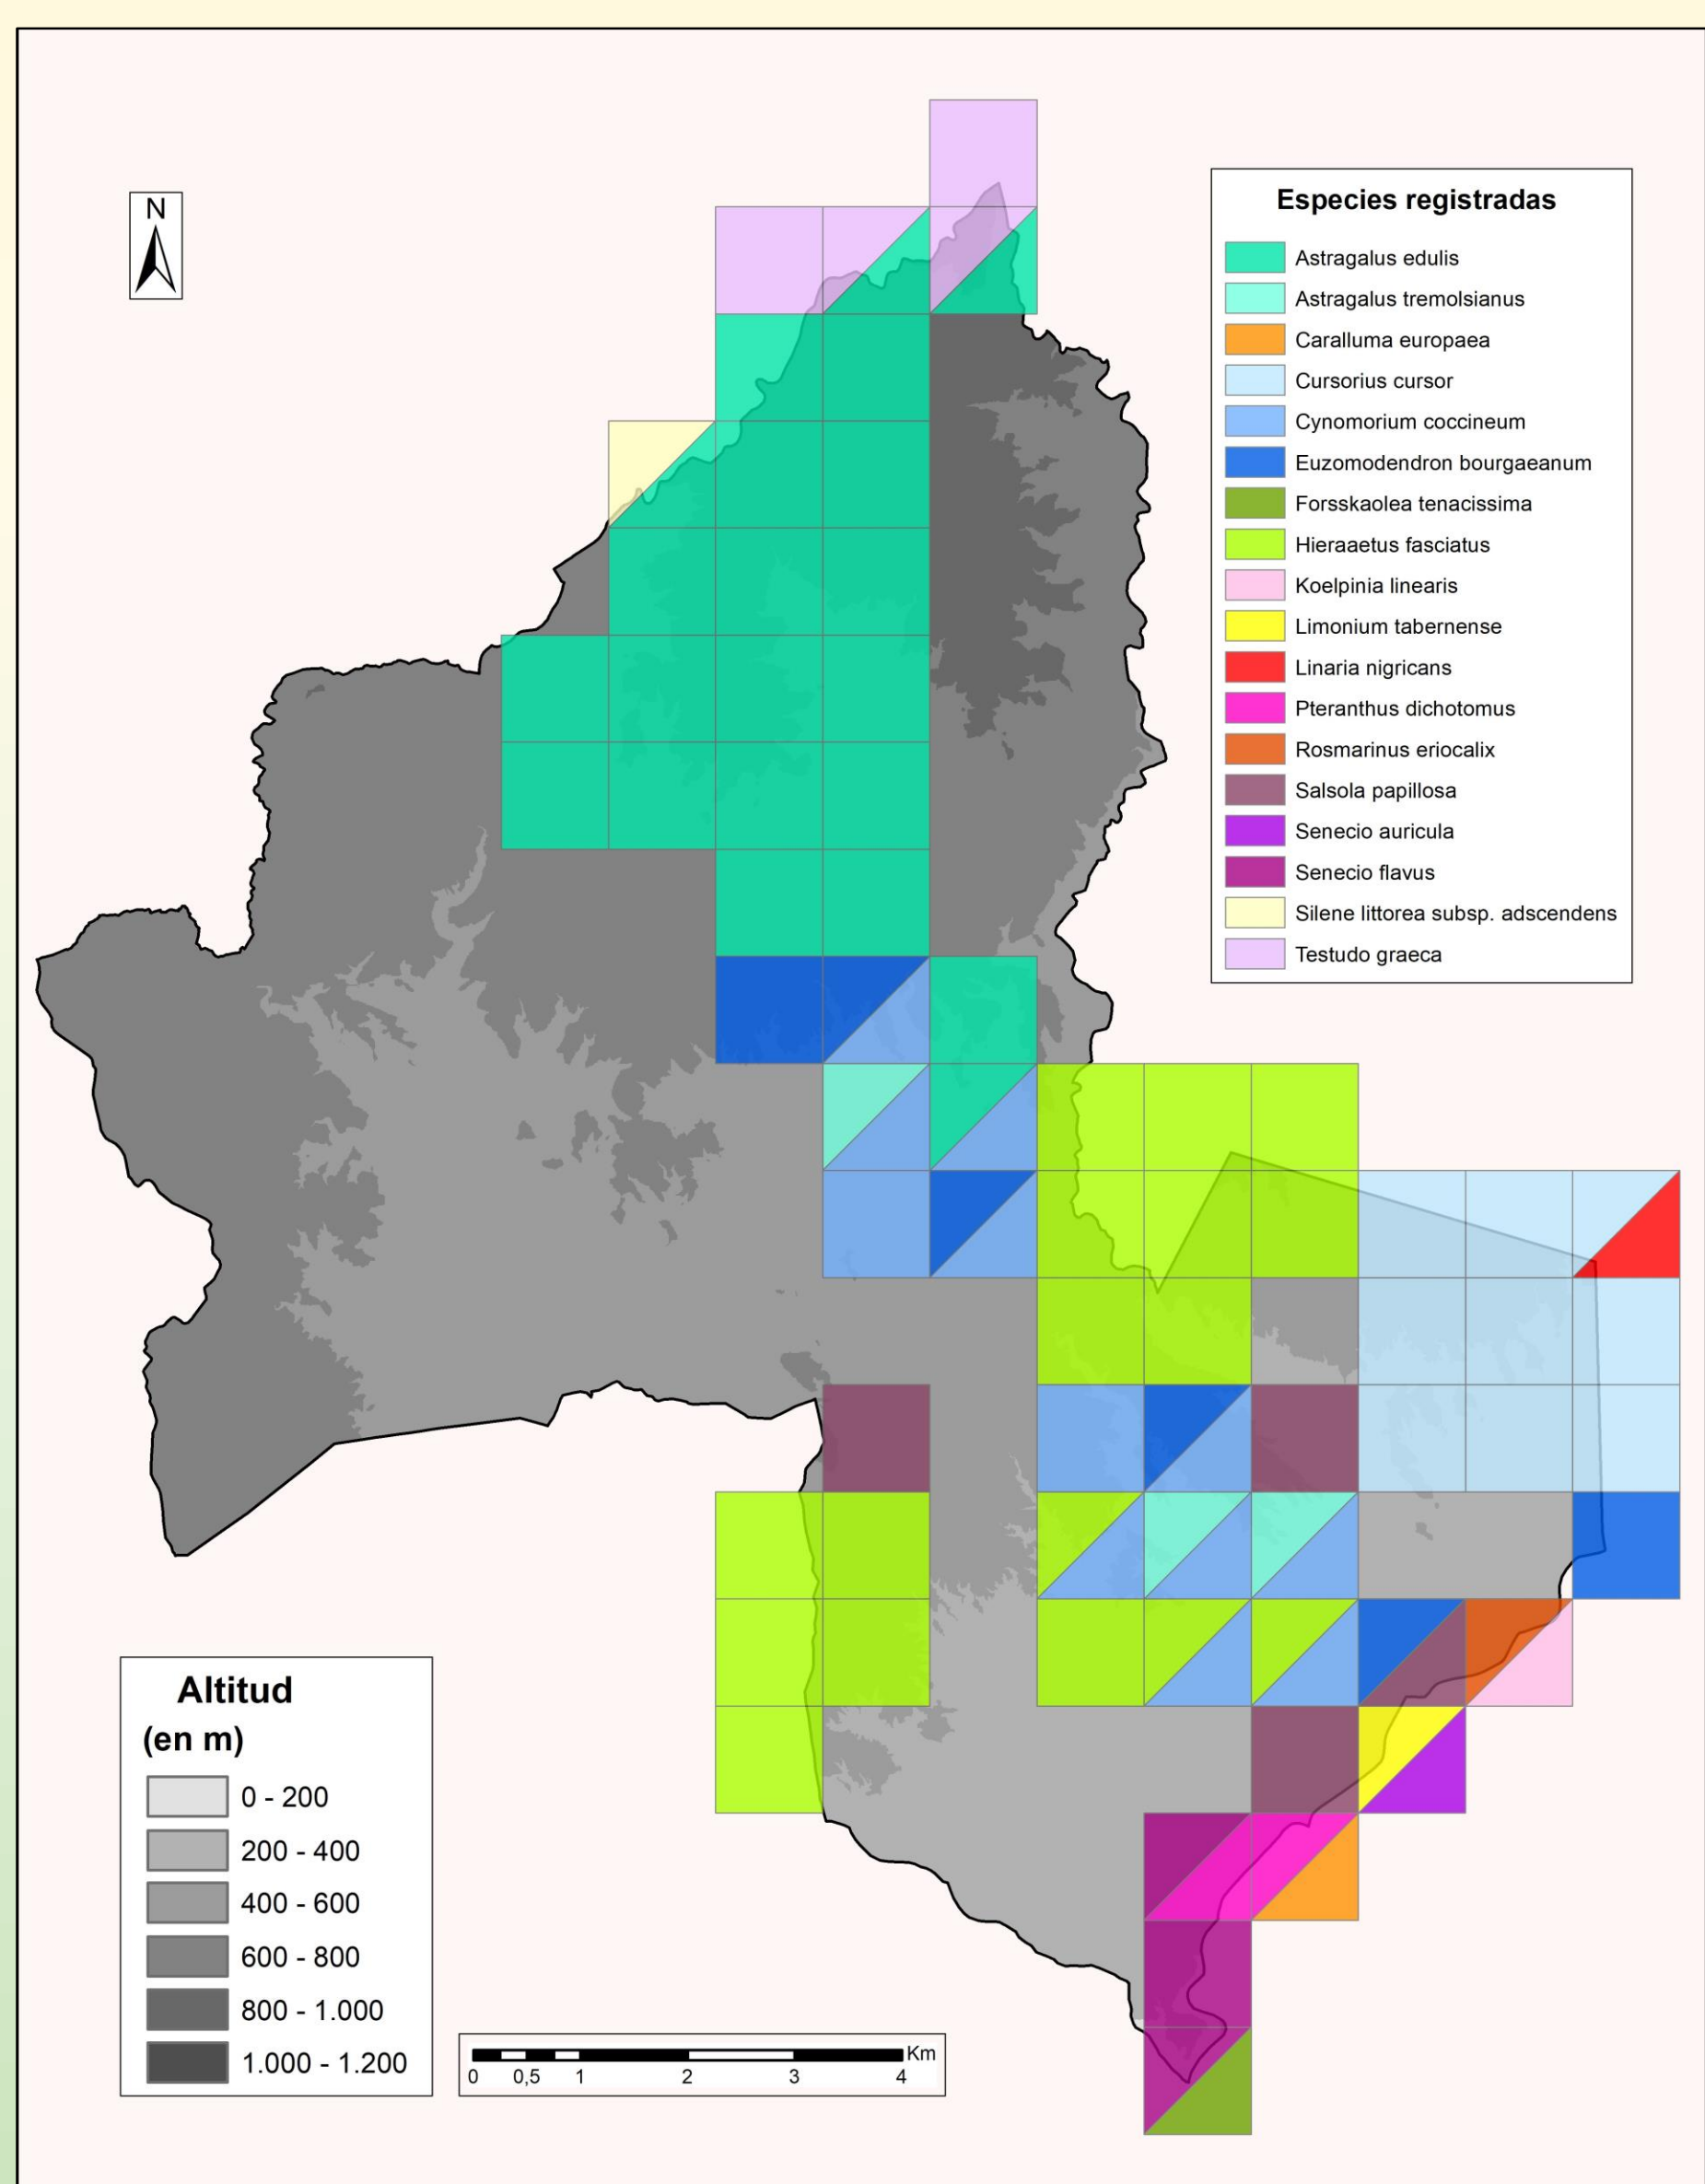 N
Especies registradas
Astragalus edulis
Astragalus tremolsianus
Caralluma europaea
Cursorius cursor
Cynomorium coccineum
Euzomodendron bourgaeanum
Forsskaolea tenacissima
Hieraaetus fasciatus
Koelpinia linearis
Limonium tabernense
Linaria nigricans
Pteranthus dichotomus
Rosmarinus eriocalix
Salsola papillosa
Senecio auricula
Senecio flavus
Silene littorea subsp. adscendens
Testudo graeca
Altitud
(en m)
0 - 200
200 - 400
400 - 600
600 - 800
800 - 1.000
1.000 - 1.200
Km
0 0,5 1 2 3 4